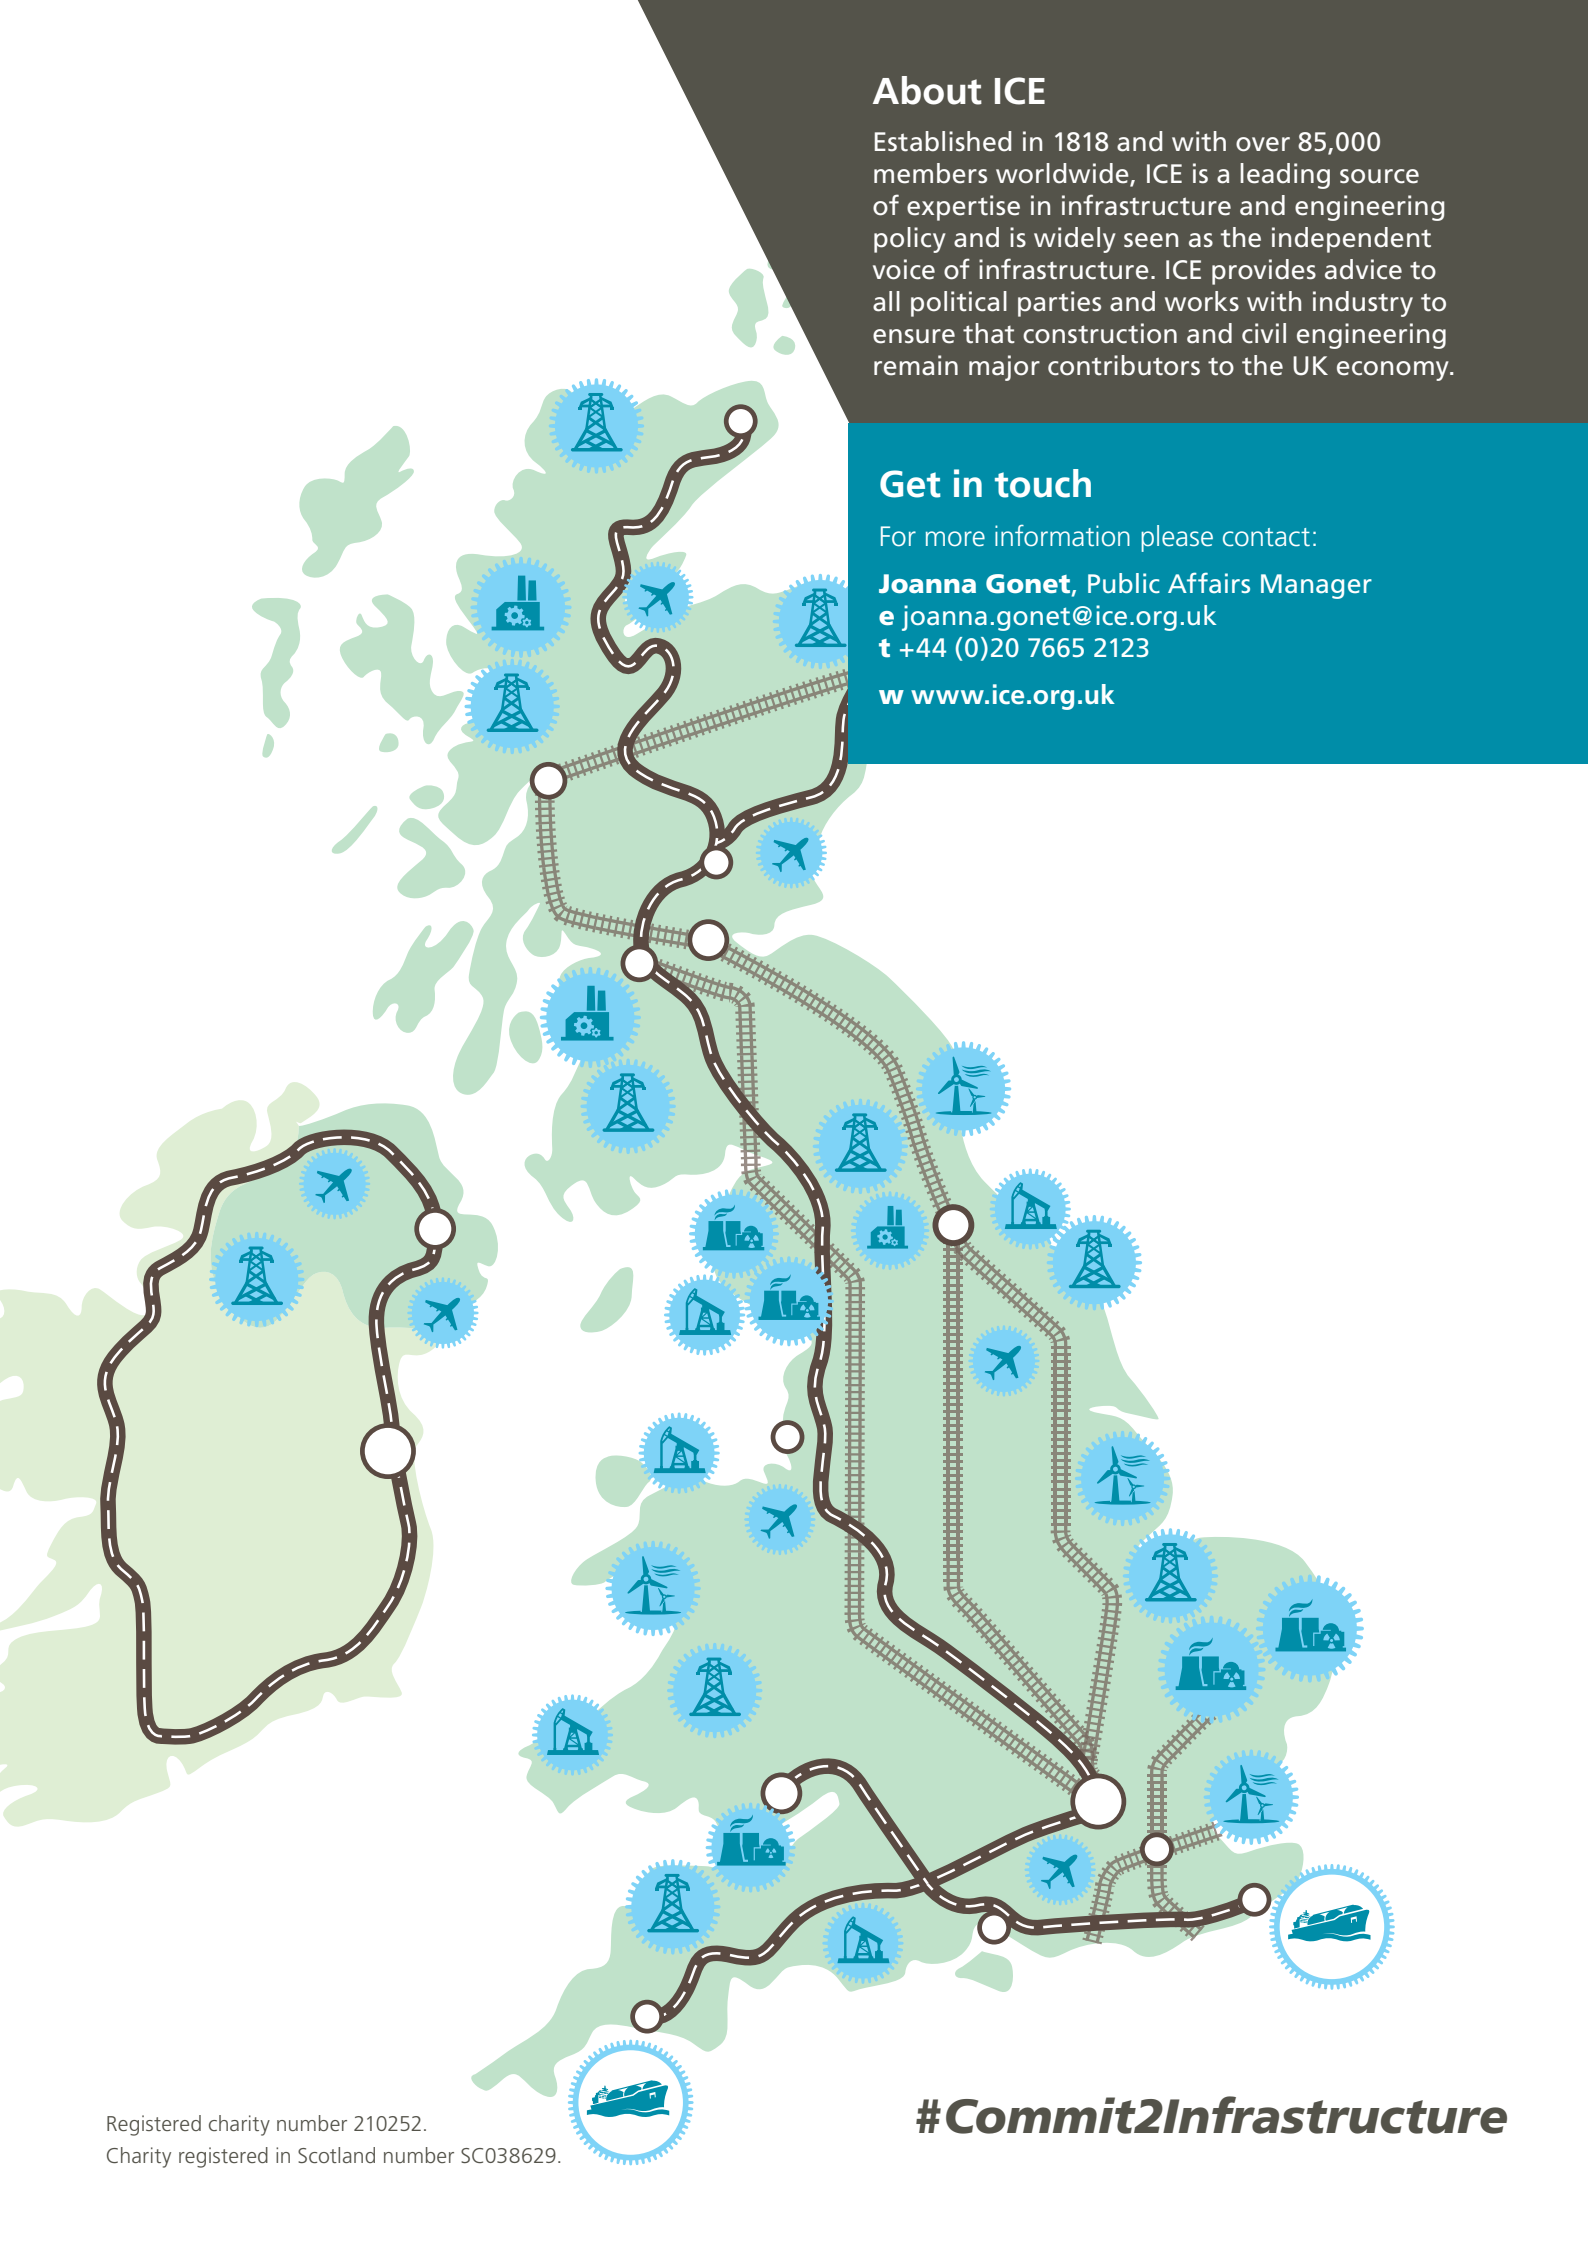 About ICE
Established in 1818 and with over 85,000
members worldwide, ICE is a leading source
of expertise in infrastructure and engineering
policy and is widely seen as the independent
voice of infrastructure. ICE provides advice to
all political parties and works with industry to
ensure that construction and civil engineering
remain major contributors to the UK economy.
Get in touch
For more information please contact:
Joanna Gonet, Public Affairs Manager
e joanna.gonet@ice.org.uk
t +44 (0)20 7665 2123
w www.ice.org.uk
#Commit2Infrastructure
Registered charity number 210252.
Charity registered in Scotland number SC038629.